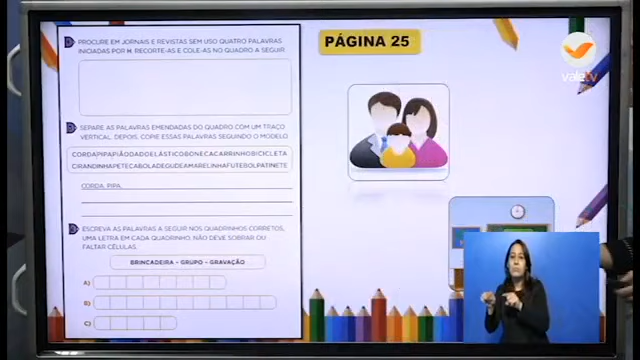 PROCURE EM JORNAIS E REVISTAS SEM USO QUATRO PALAVRAS
INICIADAS POR H. RECORTE-AS E COLE-AS NO QUADRO A SEGUIR
SEPARE AS PALAVRAS EMENDADAS DO QUADRO COM UM TRAÇO
VERTICAL. DEPOIS, COPIE ESSAS PALAVRAS SEGUINDO O MODELO
CORDAPIPAPIÃODADOELÁSTICOBONECACARRINHOBICICLETA
CIRANDINHAPETECABOLADEGUDEAMARELINHAFUTEBOLPATINETE
CORDA, PIPA,
ESCREVA AS PALAVRAS A SEGUIR NOS QUADRINHOS CORRETOS,
UMA LETRA EM CADA QUADRINHO. NÃO DEVE SOBRAR OU
FALTAR CÉLULAS.
BRINCADEIRA - GRUPO - GRAVAÇÃO
A)
B)
C)
PÁGINA 25
vale tv